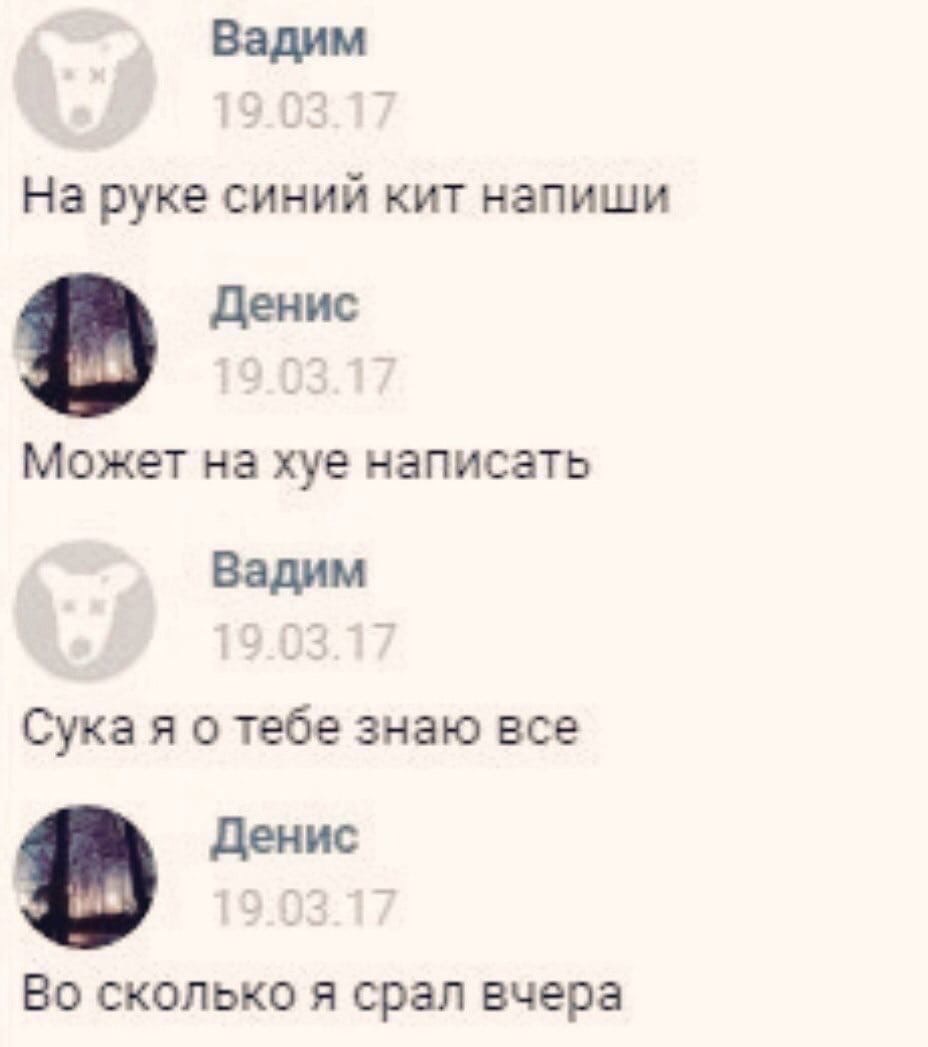 Вадим
19.03.17
На руке синий кит напиши
Денис
19.03.17
Может на хуе написать
Вадим
19.03.17
Сука я о тебе знаю все
Денис
19.03.17
Во сколько я срал вчера